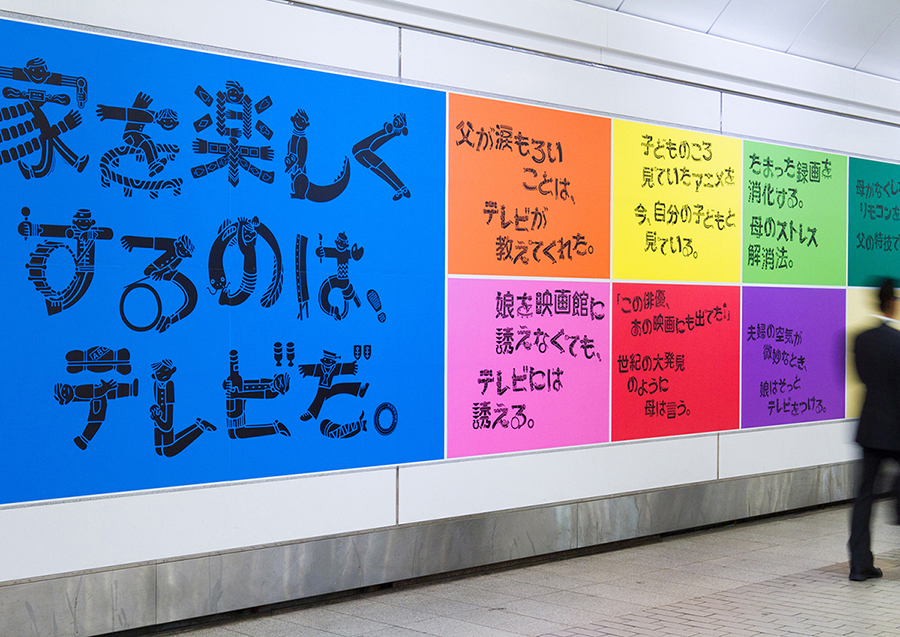 家を楽しく
するのは、
テレビだ。
父が涙もろい
ことは、
テレビが
教えてくれた。
子どものころ
見ていたアニメを
今、自分の子どもと
見ている。
たまった録画を
消化する。
母のストレス
解消法。
母がなくした
リモコンを
父の特技で
娘を映画館に
誘えなくても、
テレビには
誘える。
「この俳優、
あの映画にも出てた!」
世紀の大発見
のように
母は言う。
夫婦の空気が
微妙なとき、
娘はそっと
テレビをつける。